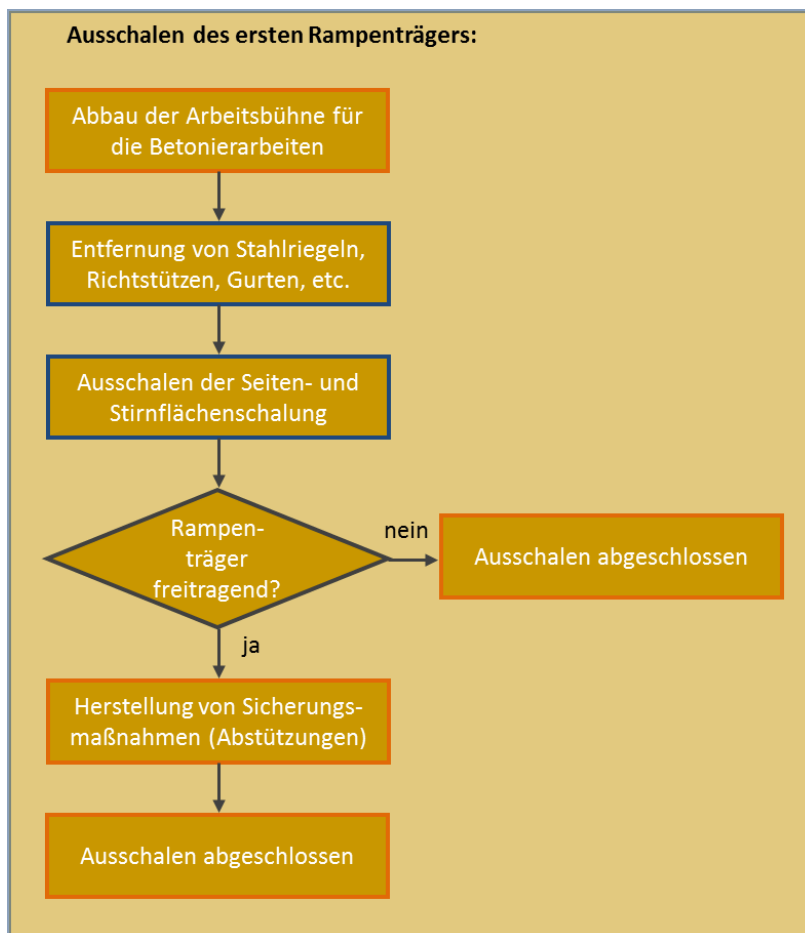 Ausschalen des ersten Rampenträgers:
Abbau der Arbeitsbühne für
die Betonierarbeiten
Entfernung von Stahlriegeln,
Richtstützen, Gurten, etc.
Ausschalen der Seiten- und
Stirnflächenschalung
Rampen-
träger
freitragend?
nein
Ausschalen abgeschlossen
ja
Herstellung von Sicherungs-
maßnahmen (Abstützungen)
Ausschalen abgeschlossen